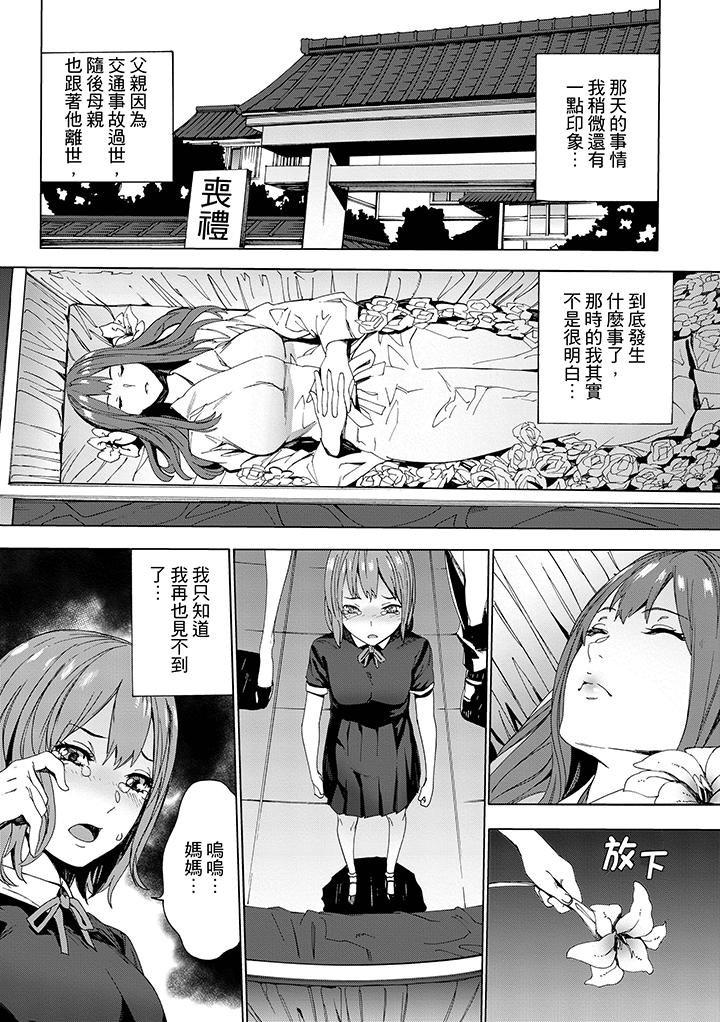 那天的事情
我稍微還有
一點印象…
父親因為
交通事故過世，
隨後母親
也跟著他離世，
喪禮
到底發生
什麼事了，
那時的我其實
不是很明白…
放下
我只知道
我再也見不到
了…
嗚嗚…
媽媽…